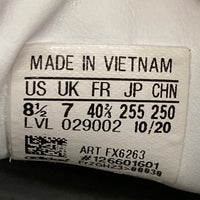 MADE IN VIETNAM
US UK FR JP CHN
8½ 7 40⅔ 255 250
LVL 029002 10/20
ART FX6263
#126601601